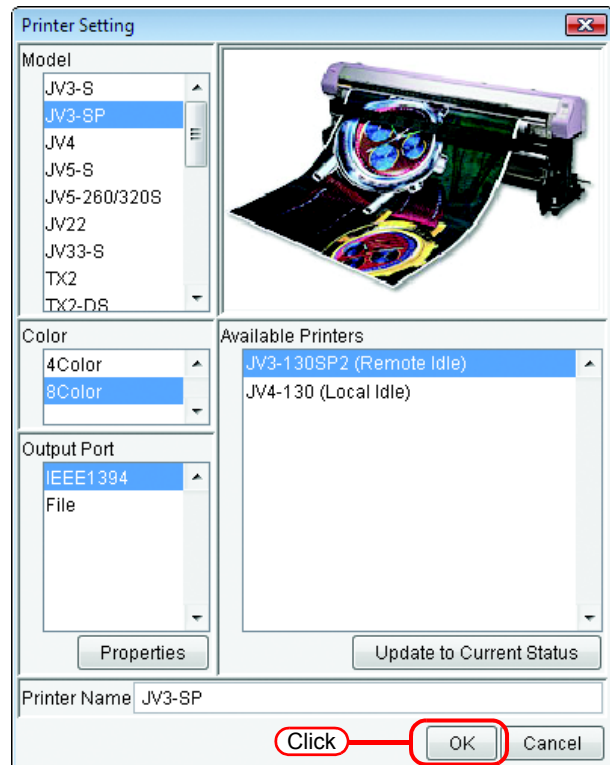 Printer Setting
Model
JV3-S
JV3-SP
JV4
JV5-S
JV5-260/320S
JV22
JV33-S
TX2
TX2-DS
Color
4Color
8Color
Available Printers
JV3-130SP2 (Remote Idle)
JV4-130 (Local Idle)
Output Port
IEEE1394
File
Properties
Update to Current Status
Printer Name JV3-SP
Click
OK
Cancel